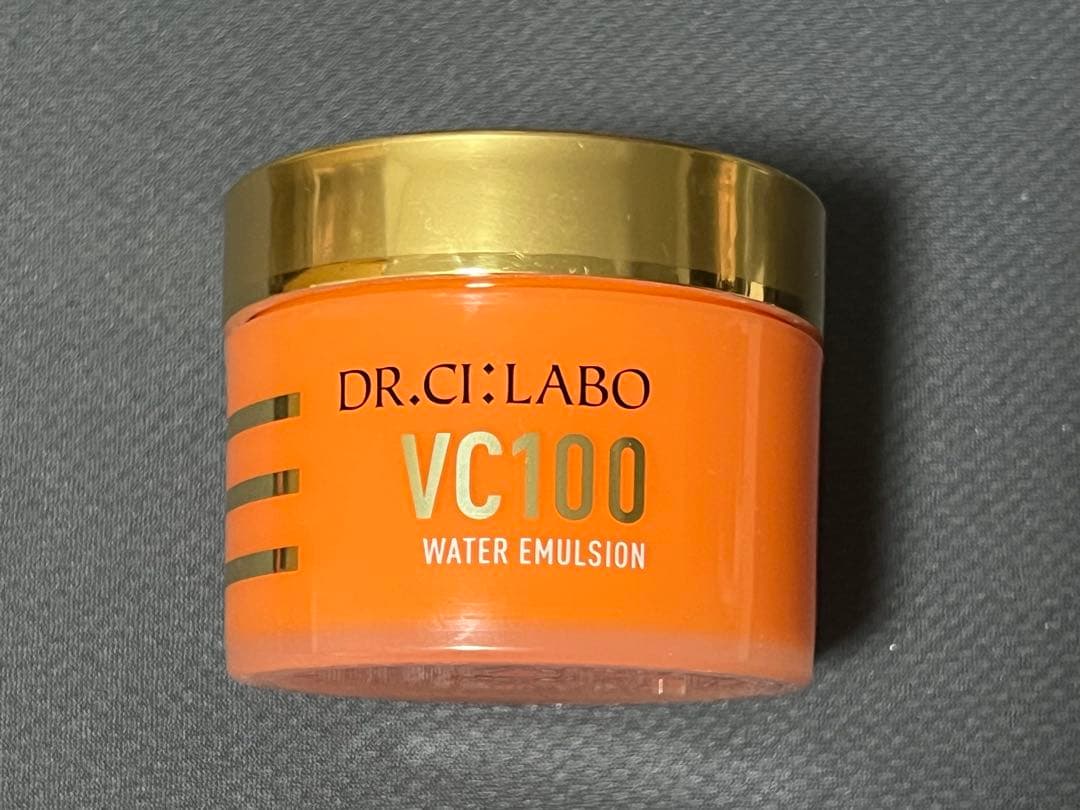 DR.CI:LABO
VC100
WATER EMULSION